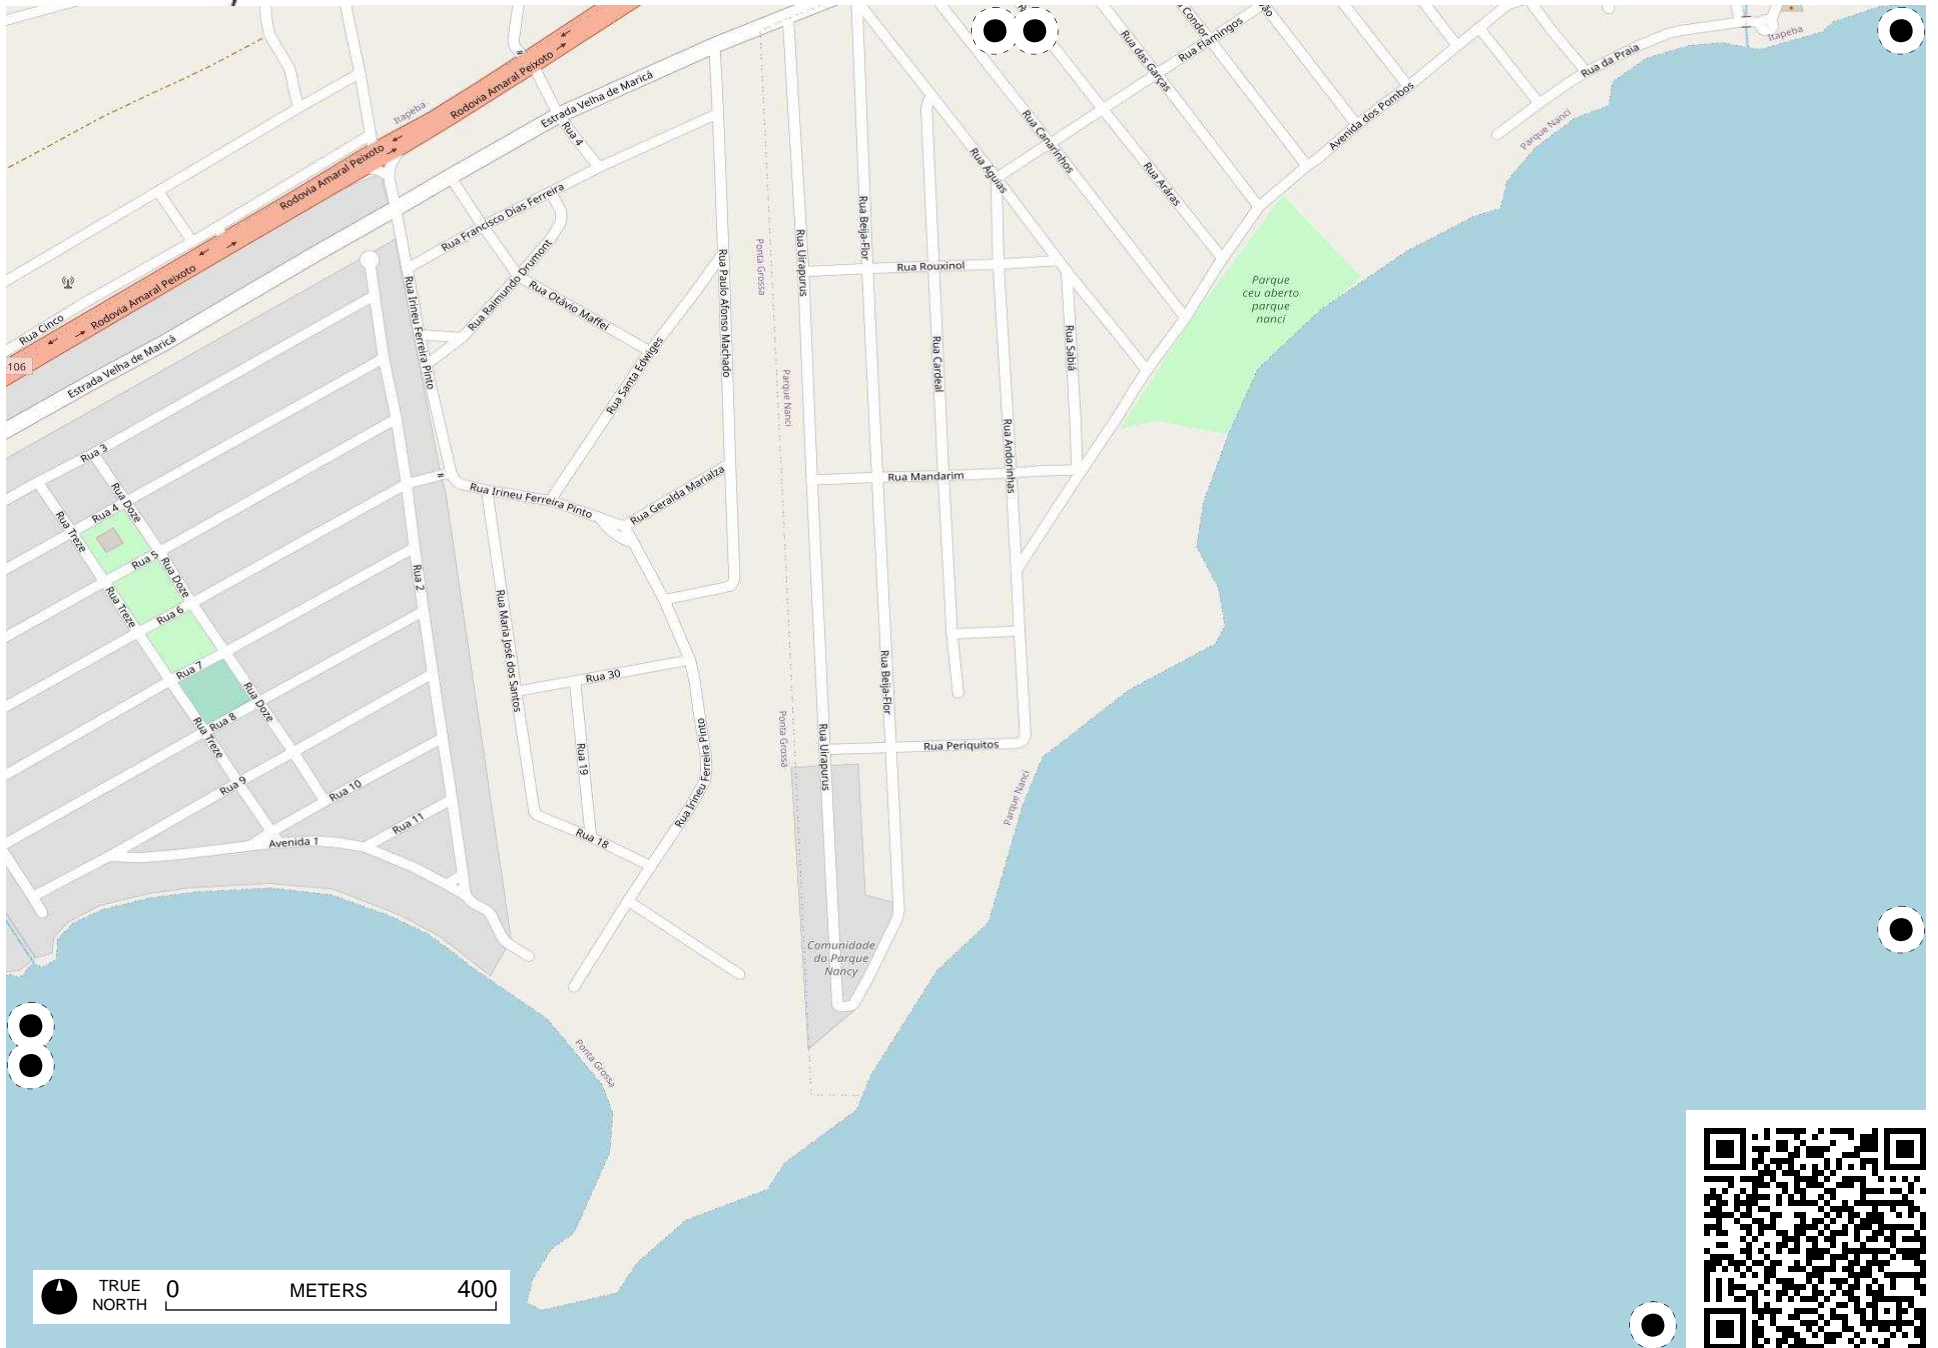 Rua das Garças
Condor
Rua Flamingos
Itapeba
Rua da Praia
Rodovia Amaral Peixoto
Estrada Velha de Maricá
Itapeba
Avenida dos Pombos
Parque Nanci
Rua 4
Rua Canarinhos
Rodovia Amaral Peixoto
Rua Águias
Rua Aráras
Rua Francisco Dias Ferreira
Rua Beija-Flor
Rua Uirapurus
Ponta Grossa
Rua Rouxinol
Rodovia Amaral Peixoto
Rua Raimundo Drumont
Rua Otávio Maffei
Rua Paulo Afonso Machado
Parque
ceu aberto
parque
nanci
Rua Cinco
Rua Irineu Ferreira Pinto
Rua Sabiá
Rua Cardeal
106
Estrada Velha de Maricá
Rua Santa Edwiges
Parque Nanci
Rua Andorinhas
Rua 3
Rua Mandarim
Rua Geralda Marialza
Rua Irineu Ferreira Pinto
Rua Doze
Rua 4
Rua Treze
Rua 5
Rua Doze
Rua 2
Rua Treze
Rua 6
Rua Maria José dos Santos
Rua 7
Rua 30
Rua Beija-Flor
Rua Doze
Rua 8
Rua Treze
Rua 19
Rua Irineu Ferreira Pinto
Ponta Grossa
Rua Uirapurus
Rua Periquitos
Parque Nanci
Rua 9
Rua 10
Rua 11
Avenida 1
Rua 18
Comunidade
do Parque
Nancy
Ponta Grossa
TRUE
NORTH
0 METERS 400